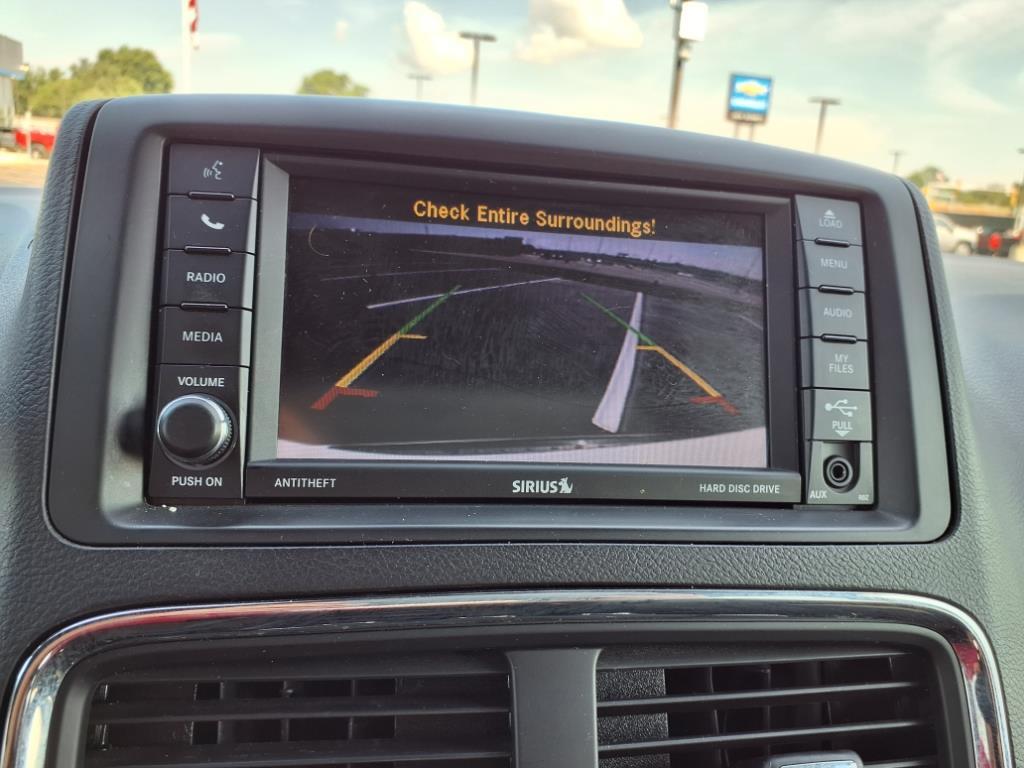 Check Entire Surroundings!
RADIO
MEDIA
VOLUME
PUSH ON
ANTITHEFT
SIRIUS
HARD DISC DRIVE
LOAD
MENU
AUDIO
MY
FILES
PULL
AUX
RBZ